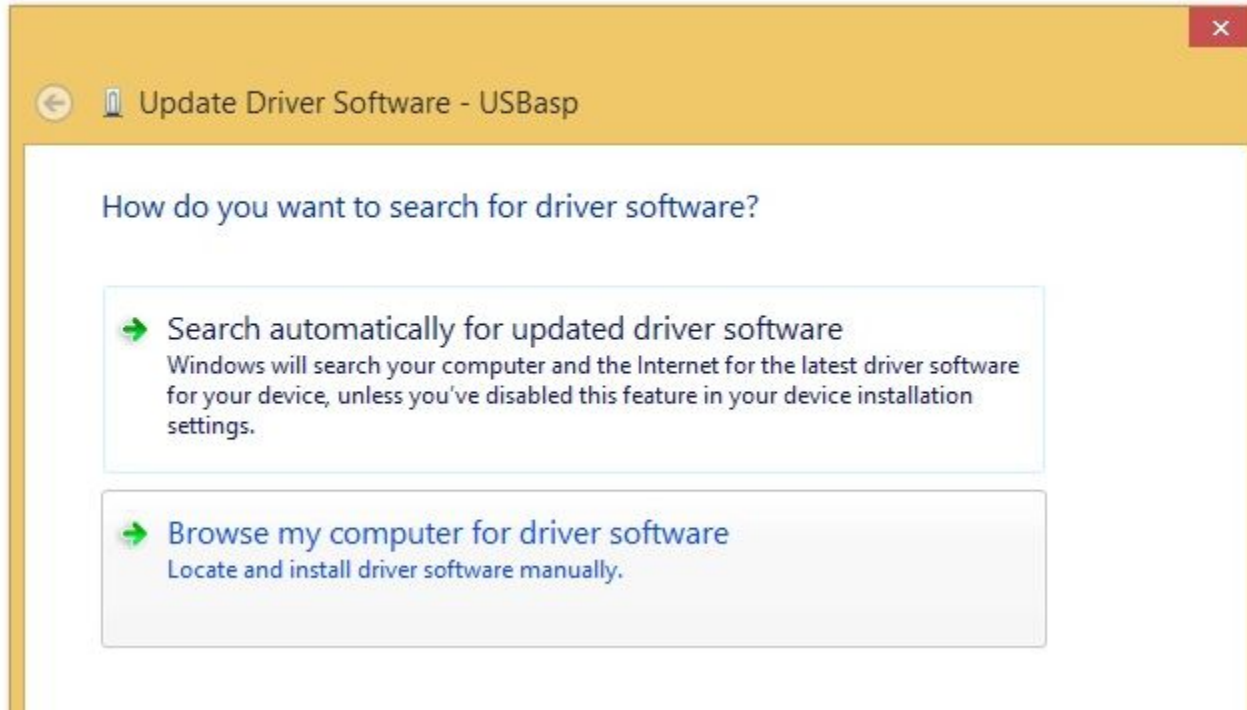 Update Driver Software - USBasp
How do you want to search for driver software?
Search automatically for updated driver software
Windows will search your computer and the Internet for the latest driver software
for your device, unless you've disabled this feature in your device installation
settings.
Browse my computer for driver software
Locate and install driver software manually.